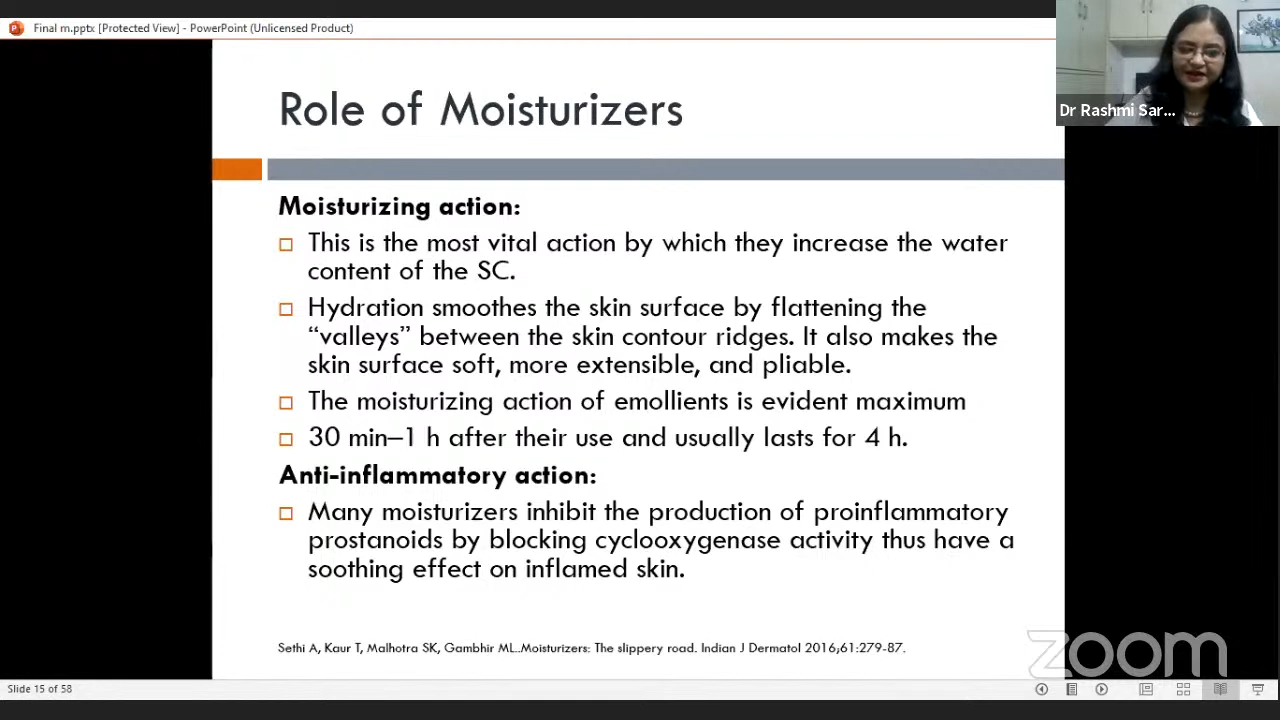 Final m.pptx [Protected View] - PowerPoint (Unlicensed Product)
Dr Rashmi Sar...
Role of Moisturizers
Moisturizing action:
This is the most vital action by which they increase the water
content of the SC.
Hydration smoothes the skin surface by flattening the
“valleys” between the skin contour ridges. It also makes the
skin surface soft, more extensible, and pliable.
The moisturizing action of emollients is evident maximum
30 min–1 h after their use and usually lasts for 4 h.
Anti-inflammatory action:
Many moisturizers inhibit the production of proinflammatory
prostanoids by blocking cyclooxygenase activity thus have a
soothing effect on inflamed skin.
Sethi A, Kaur T, Malhotra SK, Gambhir ML..Moisturizers: The slippery road. Indian J Dermatol 2016;61:279-87.
zoom
Slide 15 of 58